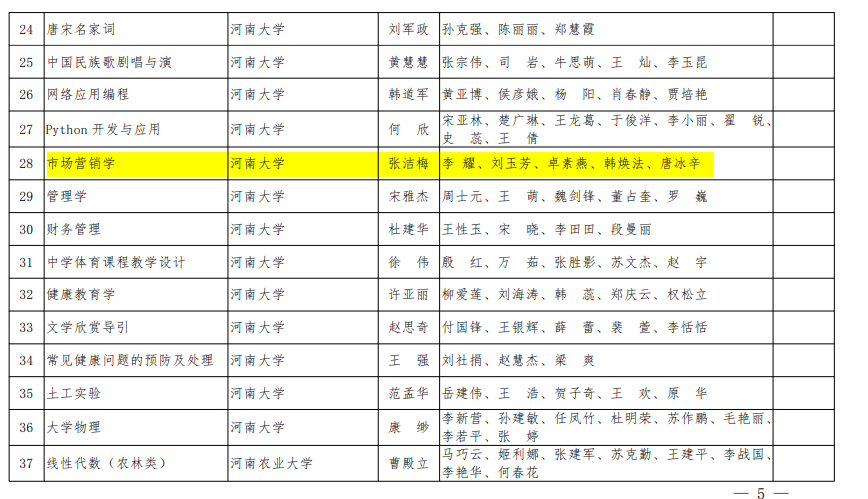 24 唐宋名家词 河南大学 刘军政 孙克强、陈丽丽、郑慧霞
25 中国民族歌剧唱与演 河南大学 黄慧慧 张宗伟、司　岩、牛思萌、王　灿、李玉昆
26 网络应用编程 河南大学 韩道军 黄亚博、侯彦娥、杨　阳、肖春静、贾培艳
27 Python 开发与应用 河南大学 何　欣 宋亚林、楚广琳、王龙葛、于俊洋、李小丽、翟　锐、
史　蕊、王　倩
28 市场营销学 河南大学 张洁梅 李 耀、刘玉芳、卓素燕、韩焕法、唐冰辛
29 管理学 河南大学 宋雅杰 周士元、王　萌、魏剑锋、董占奎、罗　巍
30 财务管理 河南大学 杜建华 王性玉、宋　晓、李田田、段曼丽
31 中学体育课程教学设计 河南大学 徐　伟 殷　红、万　茹、张胜影、苏文杰、赵　宇
32 健康教育学 河南大学 许亚丽 柳爱莲、刘海涛、韩　蕊、郑庆云、权松立
33 文学欣赏导引 河南大学 赵思奇 付国锋、王银辉、薛　蕾、裴　萱、李恬恬
34 常见健康问题的预防及处理 河南大学 王　强 刘社捐、赵慧杰、梁　爽
35 土工实验 河南大学 范孟华 岳建伟、王　浩、贺子奇、王　欢、原　华
36 大学物理 河南大学 康　缈 李新营、孙建敏、任凤竹、杜明荣、苏作鹏、毛艳丽、
李若平、张　婷
37 线性代数（农林类） 河南农业大学 曹殿立 马巧云、姬利娜、张建军、苏克勤、王建平、李战国、
李艳华、何春花
— 5 —